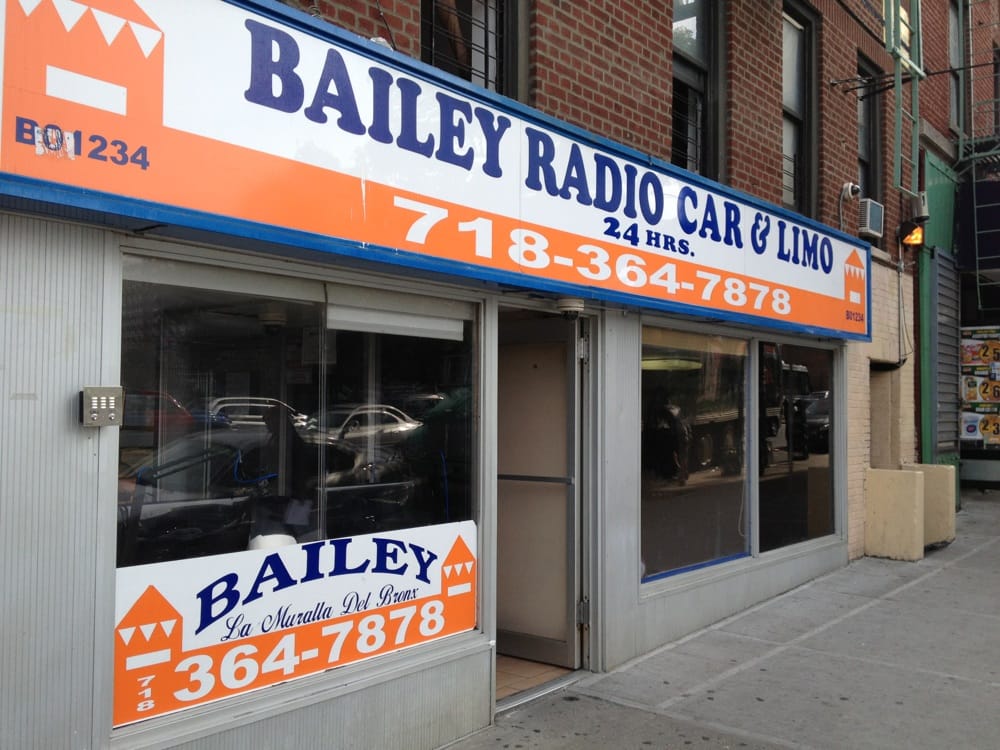 BAILEY RADIO CAR & LIMO
24 HRS.
718-364-7878
B01234
B01234
BAILEY
La Muralla Del Bronx
718
364-7878